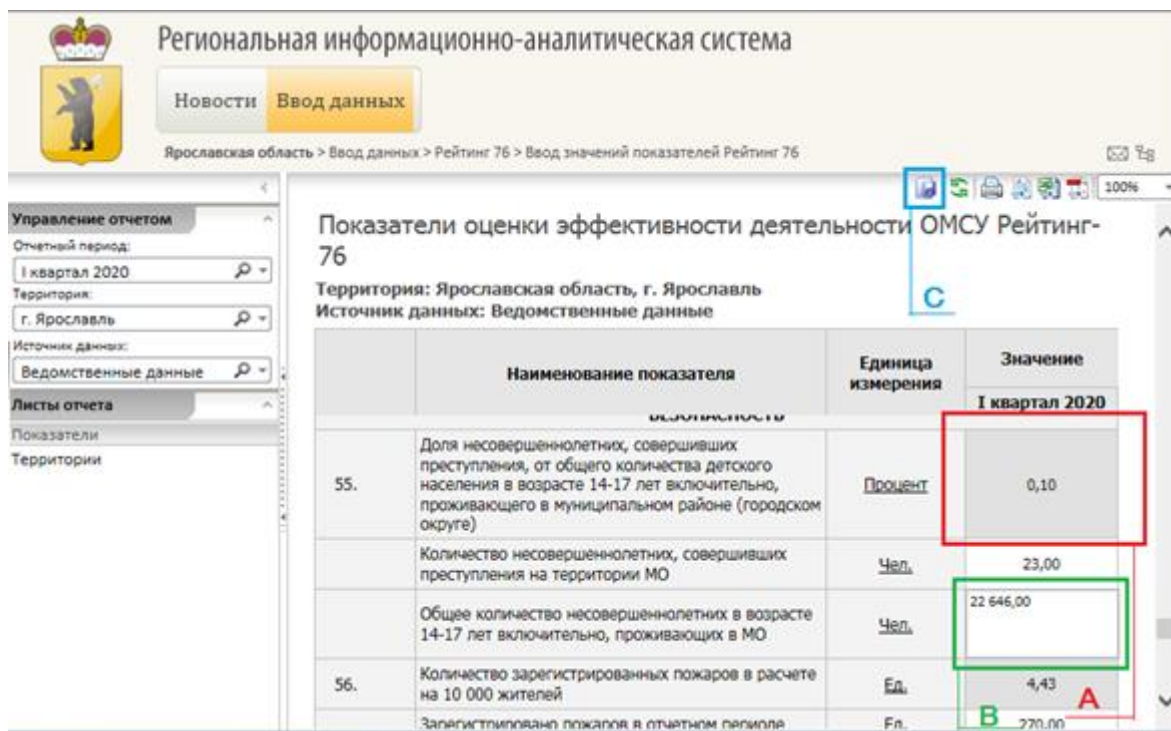 Региональная информационно-аналитическая система
Новости Ввод данных
Ярославская область > Ввод данных > Рейтинг 76 > Ввод значений показателей Рейтинг 76
100%
Управление отчетом
Отчетный период:
I квартал 2020
Территория:
г. Ярославль
Источник данных:
Ведомственные данные
Листы отчета
Показатели
Территории
Показатели оценки эффективности деятельности ОМСУ Рейтинг-
76
Территория: Ярославская область, г. Ярославль
Источник данных: Ведомственные данные
C
Наименование показателя
Единица
измерения
Значение
I квартал 2020
БЕЗОПАСНОСТЬ
55.
Доля несовершеннолетних, совершивших
преступления, от общего количества детского
населения в возрасте 14-17 лет включительно,
проживающего в муниципальном районе (городском
округе)
Процент
0,10
Количество несовершеннолетних, совершивших
преступления на территории МО
Чел.
23,00
Общее количество несовершеннолетних в возрасте
14-17 лет включительно, проживающих в МО
Чел.
22 646,00
56.
Количество зарегистрированных пожаров в расчете
на 10 000 жителей
Ед.
4,43
A
Зарегистрировано пожаров в отчетном периоде
Ед.
B
270,00